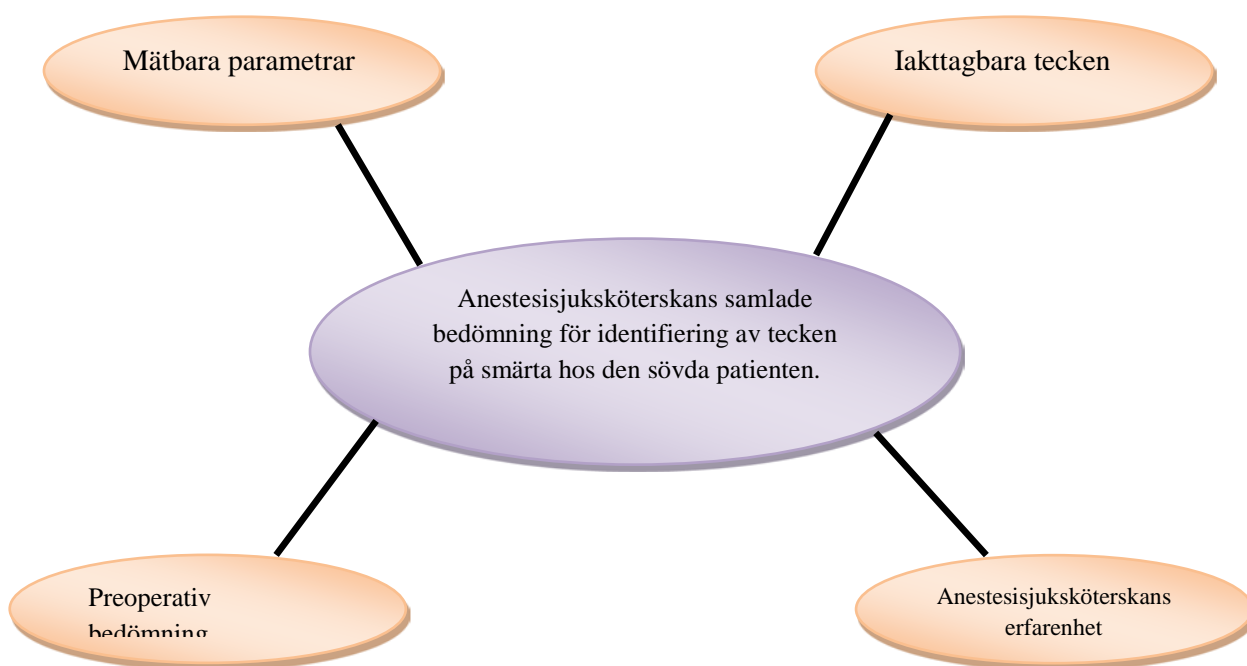 Mätbara parametrar
Iakttagbara tecken
Anestesisjuksköterskans samlade
bedömning för identifiering av tecken
på smärta hos den sövda patienten.
Preoperativ
bedömning
Anestesisjuksköterskans
erfarenhet